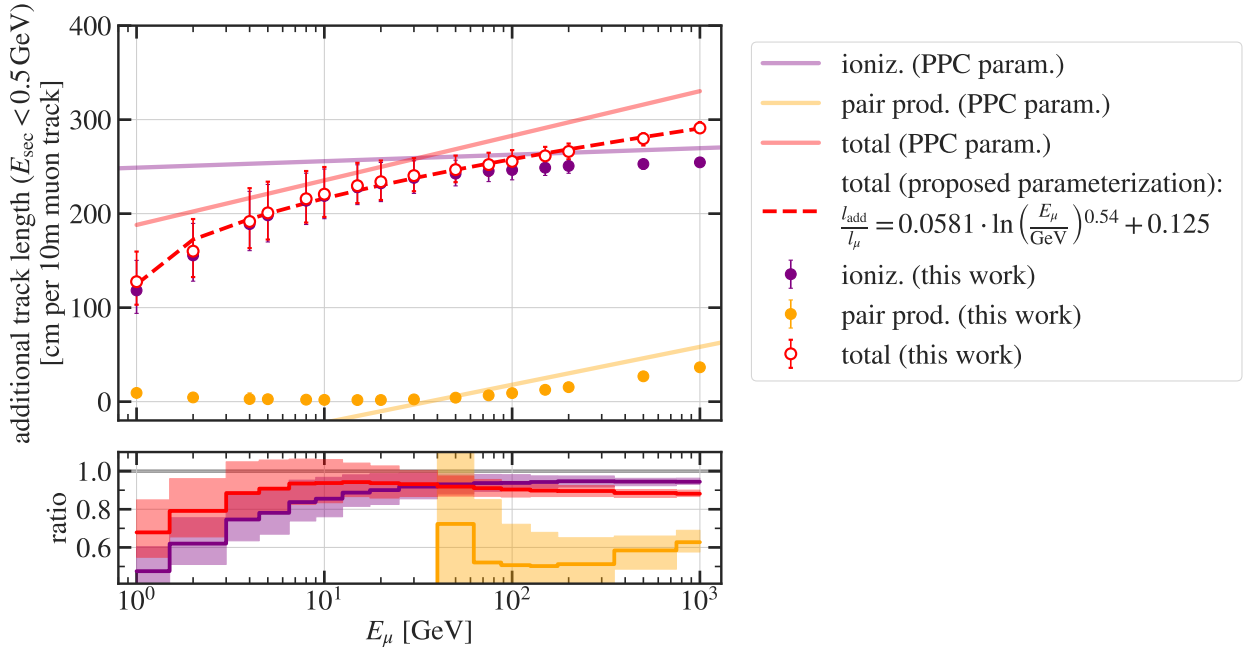 additional track length (E_sec < 0.5 GeV)
[cm per 10m muon track]
400
300
200
100
0
ratio
1.0
0.8
0.6
10^0 10^1 10^2 10^3
E_μ [GeV]
ioniz. (PPC param.)
pair prod. (PPC param.)
total (PPC param.)
total (proposed parameterization):
l_add/l_μ = 0.0581 · ln(E_μ/GeV)^0.54 + 0.125
ioniz. (this work)
pair prod. (this work)
total (this work)